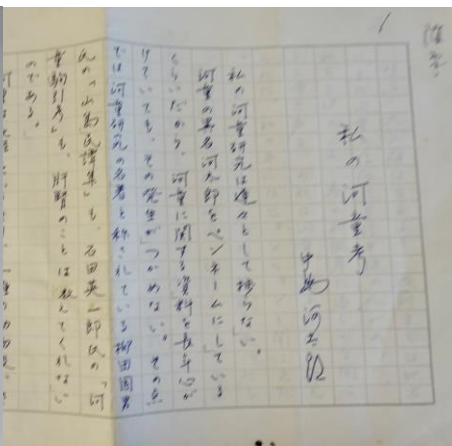 1
私の河童考
中島河太郎
私の河童研究は遅々として捗らない。
河童の異名河太郎をペンネームにしている
くらいだから、河童に関する資料を長年心が
けていても、その発生がつかめない。その点
では河童研究の名著と称されている柳田国男
氏の「山島民譚集」も、石田英一郎氏の「河
童駒引考」も、肝腎のことは教えてくれない
のである。